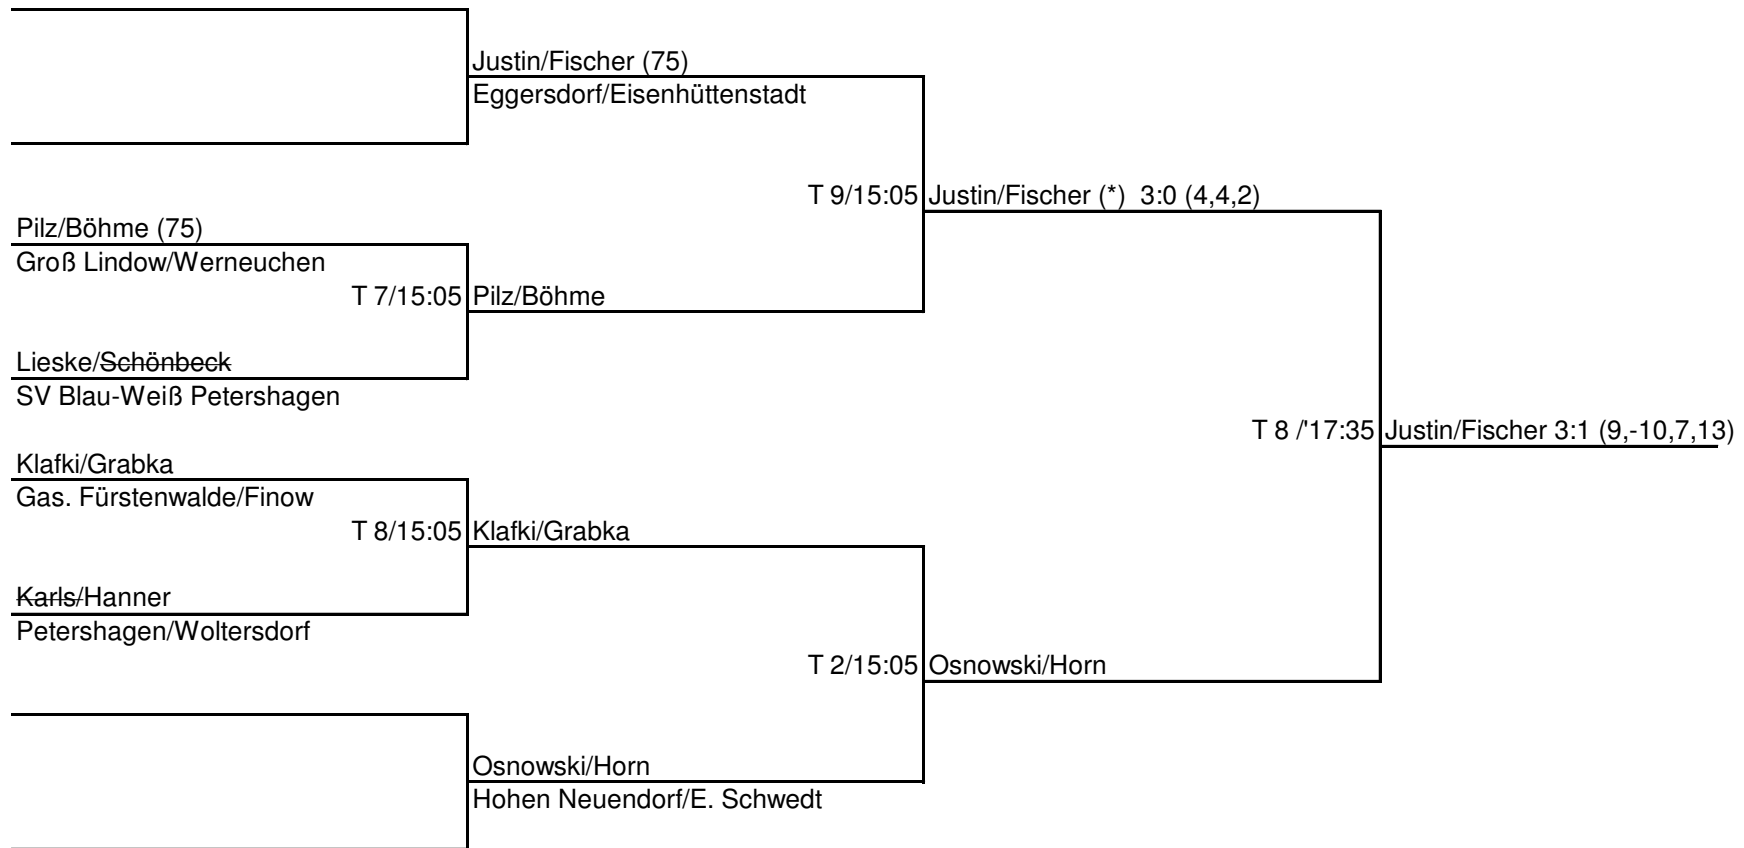 Justin/Fischer (75)
Eggersdorf/Eisenhüttenstadt
T 9/15:05 Justin/Fischer (*)  3:0 (4,4,2)
Pilz/Böhme (75)
Groß Lindow/Werneuchen
T 7/15:05 Pilz/Böhme
Lieske/Schönbeck
SV Blau-Weiß Petershagen
T 8 /'17:35 Justin/Fischer 3:1 (9,-10,7,13)
Klafki/Grabka
Gas. Fürstenwalde/Finow
T 8/15:05 Klafki/Grabka
Karls/Hanner
Petershagen/Woltersdorf
T 2/15:05 Osnowski/Horn
Osnowski/Horn
Hohen Neuendorf/E. Schwedt